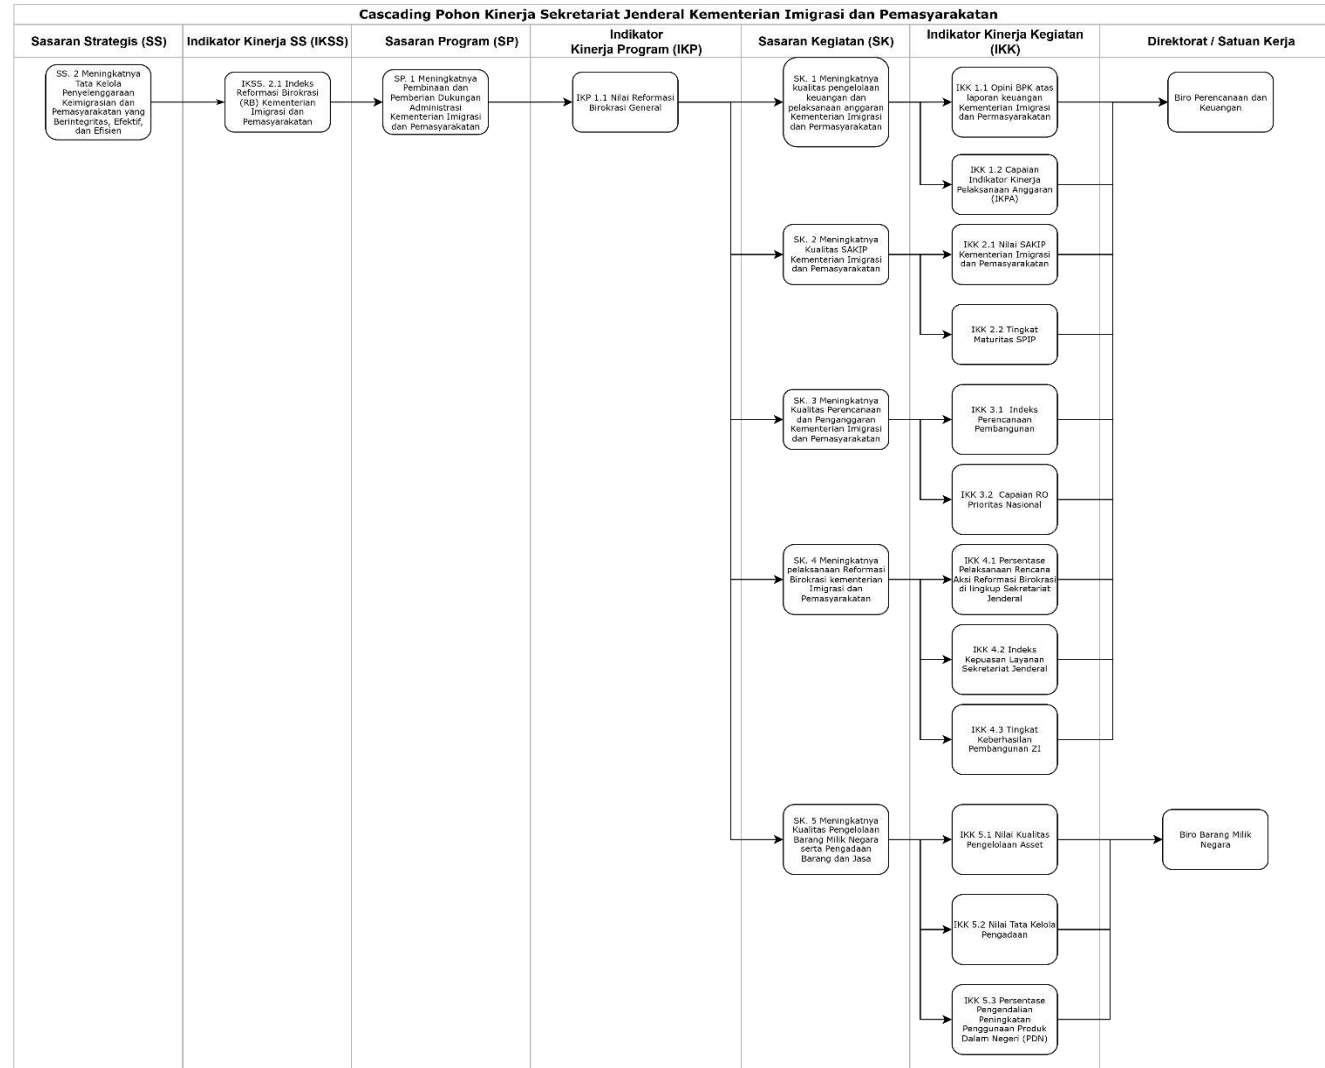 Cascading Pohon Kinerja Sekretariat Jenderal Kementerian Imigrasi dan Pemasyarakatan
Sasaran Strategis (SS)
Indikator Kinerja SS (IKSS)
Sasaran Program (SP)
Indikator
Kinerja Program (IKP)
Sasaran Kegiatan (SK)
Indikator Kinerja Kegiatan
(IKK)
Direktorat / Satuan Kerja
SS. 2 Meningkatnya
Tata Kelola
Penyelenggaraan
Keimigrasian dan
Pemasyarakatan yang
Berintegritas, Efektif,
dan Efisien
IKSS. 2.1 Indeks
Reformasi Birokrasi
(RB) Kementerian
Imigrasi dan
Pemasyarakatan
SP. 1 Meningkatnya
Pembinaan dan
Pemberian Dukungan
Administrasi
Kementerian Imigrasi
dan Pemasyarakatan
IKP 1.1 Nilai Reformasi
Birokrasi General
SK. 1 Meningkatnya
kualitas pengelolaan
keuangan dan
pelaksanaan anggaran
Kementerian Imigrasi
dan Permasyarakatan
IKK 1.1 Opini BPK atas
laporan keuangan
Kementerian Imigrasi
dan Permasyarakatan
Biro Perencanaan dan
Keuangan
IKK 1.2 Capaian
Indikator Kinerja
Pelaksanaan Anggaran
(IKPA)
SK. 2 Meningkatnya
Kualitas SAKIP
Kementerian Imigrasi
dan Pemasyarakatan
IKK 2.1 Nilai SAKIP
Kementerian Imigrasi
dan Pemasyarakatan
IKK 2.2 Tingkat
Maturitas SPIP
SK. 3 Meningkatnya
Kualitas Perencanaan
dan Penganggaran
Kementerian Imigrasi
dan Pemasyarakatan
IKK 3.1 Indeks
Perencanaan
Pembangunan
IKK 3.2 Capaian RO
Prioritas Nasional
SK. 4 Meningkatnya
pelaksanaan Reformasi
Birokrasi kementerian
Imigrasi dan
Pemasyarakatan
IKK 4.1 Persentase
Pelaksanaan Rencana
Aksi Reformasi Birokrasi
di lingkup Sekretariat
Jenderal
IKK 4.2 Indeks
Kepuasan Layanan
Sekretariat Jenderal
IKK 4.3 Tingkat
Keberhasilan
Pembangunan ZI
SK. 5 Meningkatnya
Kualitas Pengelolaan
Barang Milik Negara
serta Pengadaan
Barang dan Jasa
IKK 5.1 Nilai Kualitas
Pengelolaan Asset
Biro Barang Milik
Negara
IKK 5.2 Nilai Tata Kelola
Pengadaan
IKK 5.3 Persentase
Pengendalian
Peningkatan
Penggunaan Produk
Dalam Negeri (PDN)